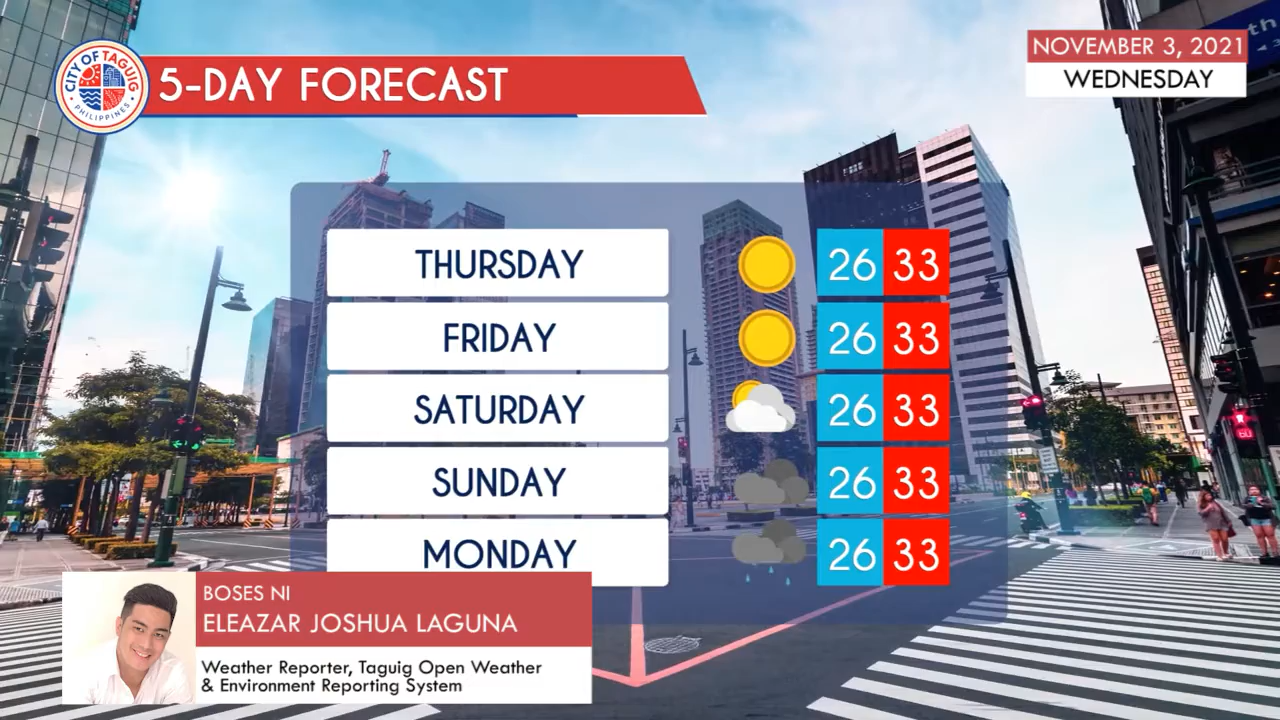 CITY OF TAGUIG
PHILIPPINES
5-DAY FORECAST
NOVEMBER 3, 2021
WEDNESDAY
THURSDAY 26 33
FRIDAY 26 33
SATURDAY 26 33
SUNDAY 26 33
MONDAY 26 33
BOSES NI
ELEAZAR JOSHUA LAGUNA
Weather Reporter, Taguig Open Weather
& Environment Reporting System